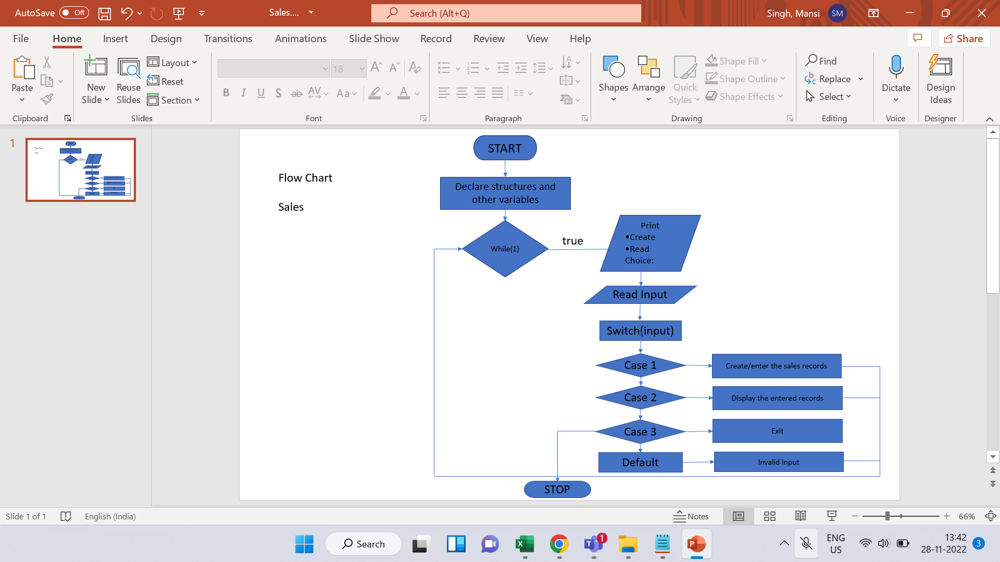 AutoSave Off Sales.... Search (Alt+Q) Singh, Mansi SM
File Home Insert Design Transitions Animations Slide Show Record Review View Help Share
Paste
Clipboard
New Slide
Reuse Slides
Layout
Reset
Section
Slides
18
B I U S ab AV Aa A
Font
Paragraph
Shapes
Arrange
Quick Styles
Shape Fill
Shape Outline
Shape Effects
Drawing
Find
Replace
Select
Editing
Dictate
Voice
Design Ideas
Designer
1
Flow Chart
Sales
START
Declare structures and
other variables
While(1)
true
Print
•Create
•Read
Choice:
Read Input
Switch(input)
Case 1 Create/enter the sales records
Case 2 Display the entered records
Case 3 Exit
Default Invalid input
STOP
Slide 1 of 1 English (India) Notes 66%
Search 1 ENG 13:42 3
US 28-11-2022